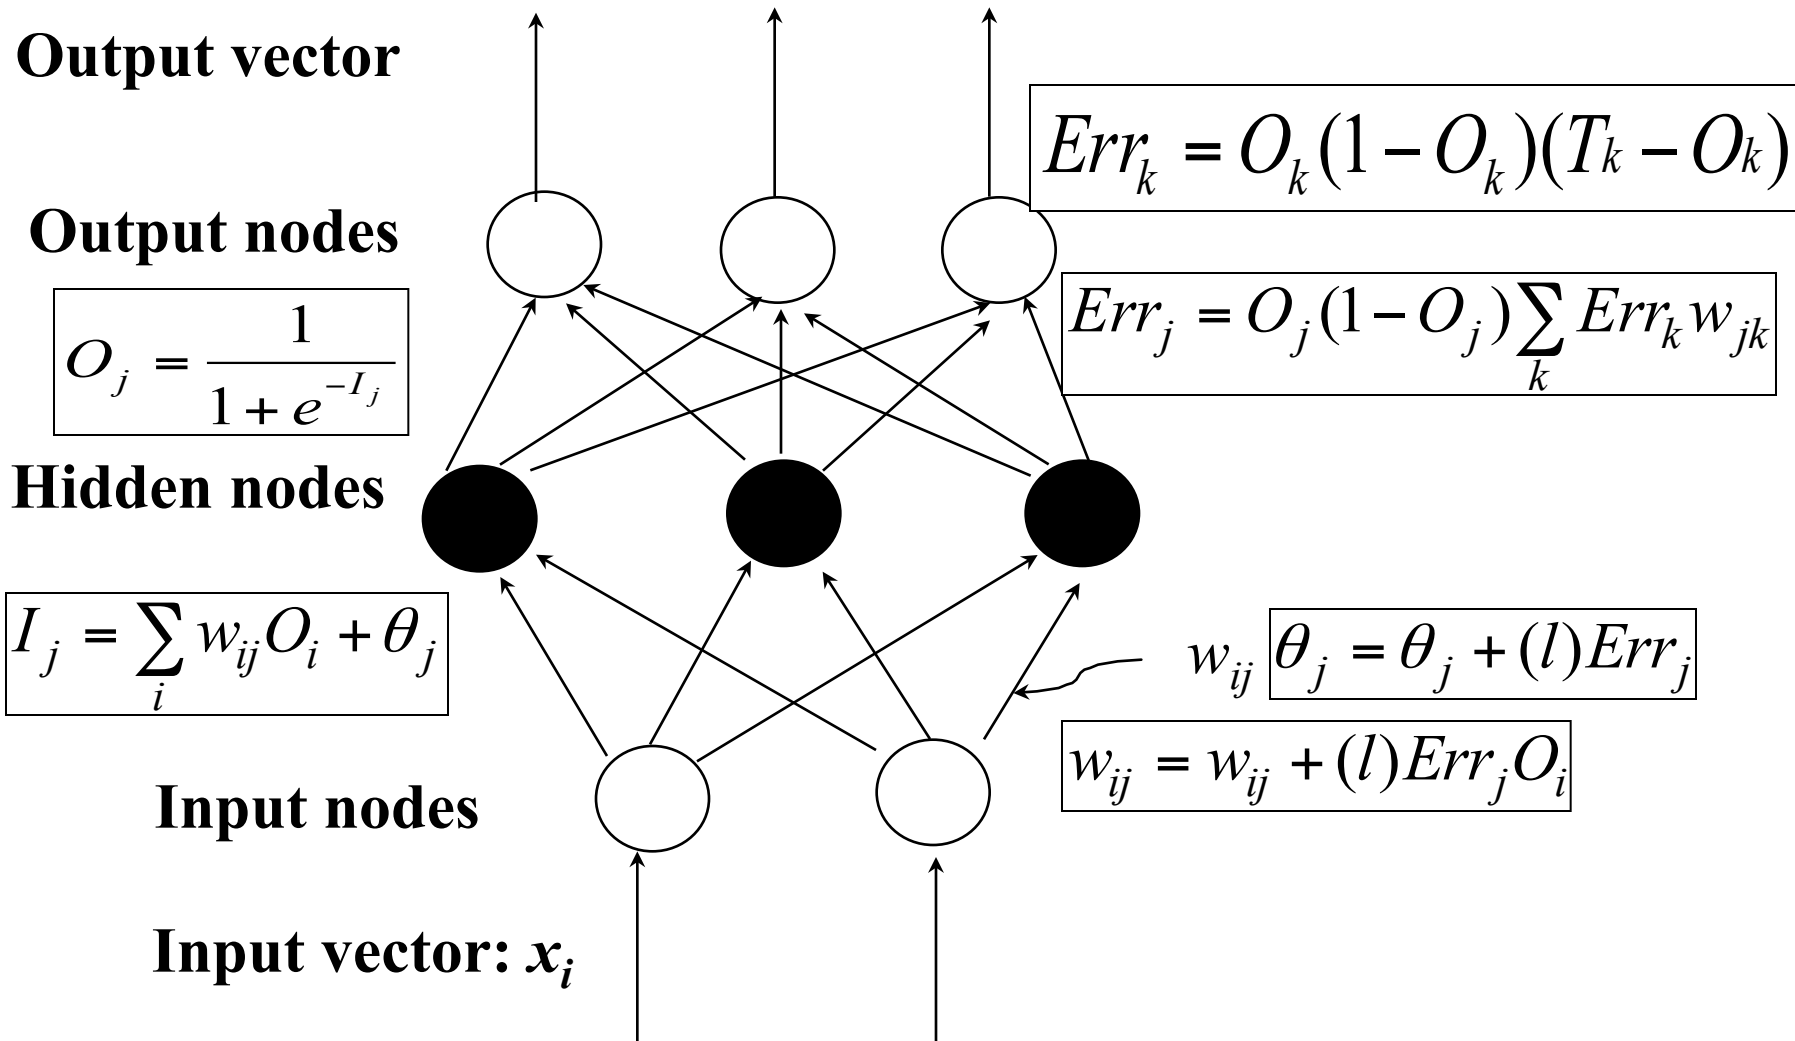 Output vector
Err_k = O_k(1 − O_k)(T_k − O_k)
Output nodes
Err_j = O_j(1 − O_j) ∑_k Err_k w_jk
O_j = 1 / (1 + e^(−I_j))
Hidden nodes
I_j = ∑_i w_ij O_i + θ_j
w_ij
θ_j = θ_j + (l) Err_j
w_ij = w_ij + (l) Err_j O_i
Input nodes
Input vector: x_i